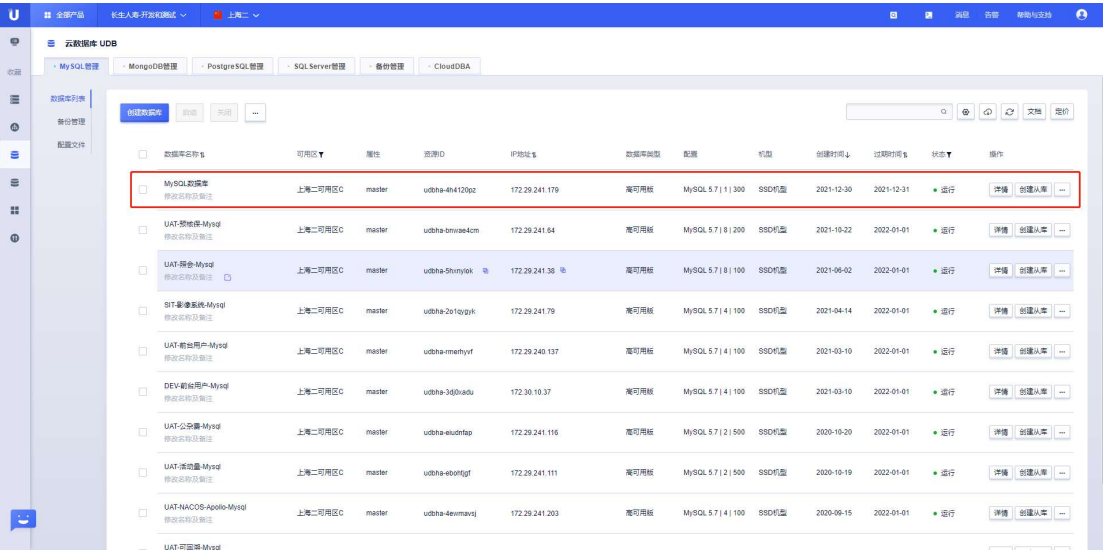 全部产品 长生人寿-开发和测试 上海二 消息 告警 帮助与支持
云数据库 UDB
收藏
MySQL管理 MongoDB管理 PostgreSQL管理 SQLServer管理 备份管理 CloudDBA
数据库列表
备份管理
配置文件
创建数据库 启动 关闭 ... 文档 定价
数据库名称 可用区 属性 资源ID IP地址 数据库类型 配置 机型 创建时间 过期时间 状态 操作
MySQL数据库 上海二可用区C master udbha-4h4120pz 172.29.241.179 高可用版 MySQL 5.7 | 1 | 300 SSD机型 2021-12-30 2021-12-31 运行 详情 创建从库 ...
修改名称及备注
UAT-预核保-Mysql 上海二可用区C master udbha-bnwae4cm 172.29.241.64 高可用版 MySQL 5.7 | 8 | 200 SSD机型 2021-10-22 2022-01-01 运行 详情 创建从库 ...
修改名称及备注
UAT-照会-Mysql 上海二可用区C master udbha-5hxnylok 172.29.241.38 高可用版 MySQL 5.7 | 8 | 100 SSD机型 2021-06-02 2022-01-01 运行 详情 创建从库 ...
修改名称及备注
SIT-影像系统-Mysql 上海二可用区C master udbha-2o1qygyk 172.29.241.79 高可用版 MySQL 5.7 | 4 | 100 SSD机型 2021-04-14 2022-01-01 运行 详情 创建从库 ...
修改名称及备注
UAT-前台用户-Mysql 上海二可用区C master udbha-rmerhyvf 172.29.240.137 高可用版 MySQL 5.7 | 4 | 100 SSD机型 2021-03-10 2022-01-01 运行 详情 创建从库 ...
修改名称及备注
DEV-前台用户-Mysql 上海二可用区C master udbha-3dj0xadu 172.30.10.37 高可用版 MySQL 5.7 | 4 | 100 SSD机型 2021-03-10 2022-01-01 运行 详情 创建从库 ...
修改名称及备注
UAT-公杂费-Mysql 上海二可用区C master udbha-eiudnfap 172.29.241.116 高可用版 MySQL 5.7 | 2 | 500 SSD机型 2020-10-20 2022-01-01 运行 详情 创建从库 ...
修改名称及备注
UAT-活动量-Mysql 上海二可用区C master udbha-ebohtjgf 172.29.241.111 高可用版 MySQL 5.7 | 2 | 500 SSD机型 2020-10-19 2022-01-01 运行 详情 创建从库 ...
修改名称及备注
UAT-NACOS-Apollo-Mysql 上海二可用区C master udbha-4ewmavsj 172.29.241.203 高可用版 MySQL 5.7 | 4 | 100 SSD机型 2020-09-15 2022-01-01 运行 详情 创建从库 ...
修改名称及备注
UAT-可回溯-Mysql